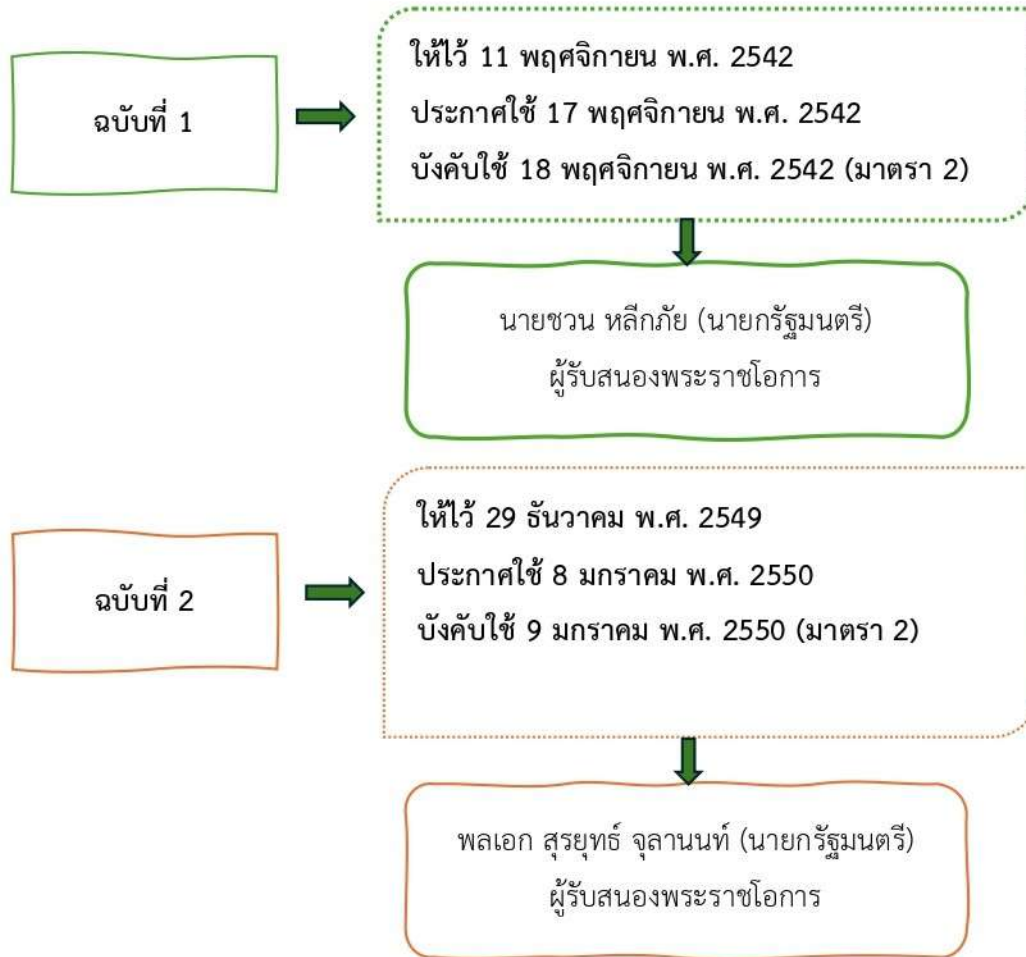 ฉบับที่ 1
ให้ไว้ 11 พฤศจิกายน พ.ศ. 2542
ประกาศใช้ 17 พฤศจิกายน พ.ศ. 2542
บังคับใช้ 18 พฤศจิกายน พ.ศ. 2542 (มาตรา 2)
นายชวน หลีกภัย (นายกรัฐมนตรี)
ผู้รับสนองพระราชโอการ
ฉบับที่ 2
ให้ไว้ 29 ธันวาคม พ.ศ. 2549
ประกาศใช้ 8 มกราคม พ.ศ. 2550
บังคับใช้ 9 มกราคม พ.ศ. 2550 (มาตรา 2)
พลเอก สุรยุทธ์ จุลานนท์ (นายกรัฐมนตรี)
ผู้รับสนองพระราชโอการ